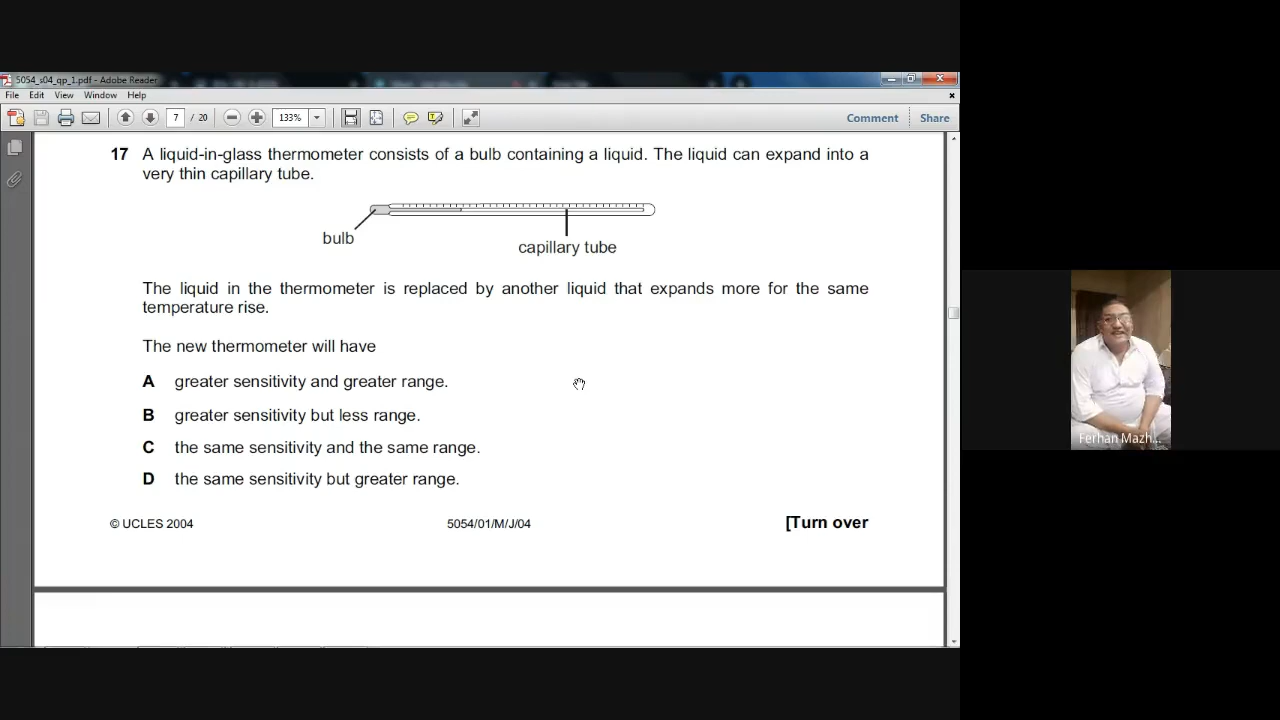 5054_s04_qp_1.pdf - Adobe Reader
File Edit View Window Help
7 / 20 133% Comment Share
17 A liquid-in-glass thermometer consists of a bulb containing a liquid. The liquid can expand into a
very thin capillary tube.
bulb
capillary tube
The liquid in the thermometer is replaced by another liquid that expands more for the same
temperature rise.
The new thermometer will have
A greater sensitivity and greater range.
B greater sensitivity but less range.
C the same sensitivity and the same range.
D the same sensitivity but greater range.
© UCLES 2004 5054/01/M/J/04 [Turn over
Ferhan Mazh...